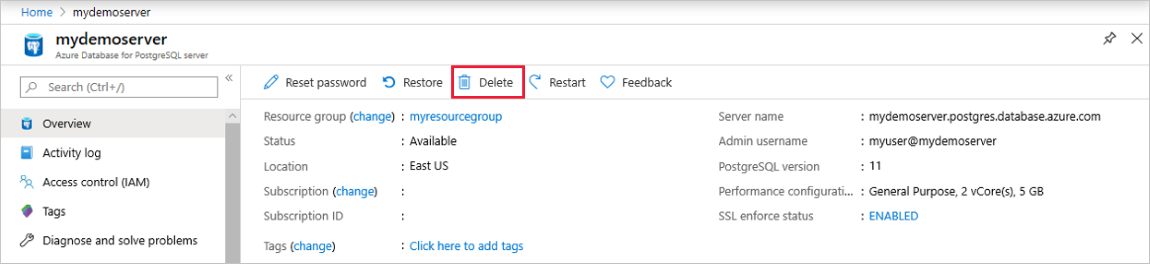 Home > mydemoserver
mydemoserver
Azure Database for PostgreSQL server
Search (Ctrl+/)
«
Overview
Activity log
Access control (IAM)
Tags
Diagnose and solve problems
Reset password Restore Delete Restart Feedback
Resource group (change) : myresourcegroup
Status : Available
Location : East US
Subscription (change) :
Subscription ID :
Tags (change) : Click here to add tags
Server name : mydemoserver.postgres.database.azure.com
Admin username : myuser@mydemoserver
PostgreSQL version : 11
Performance configurati... : General Purpose, 2 vCore(s), 5 GB
SSL enforce status : ENABLED